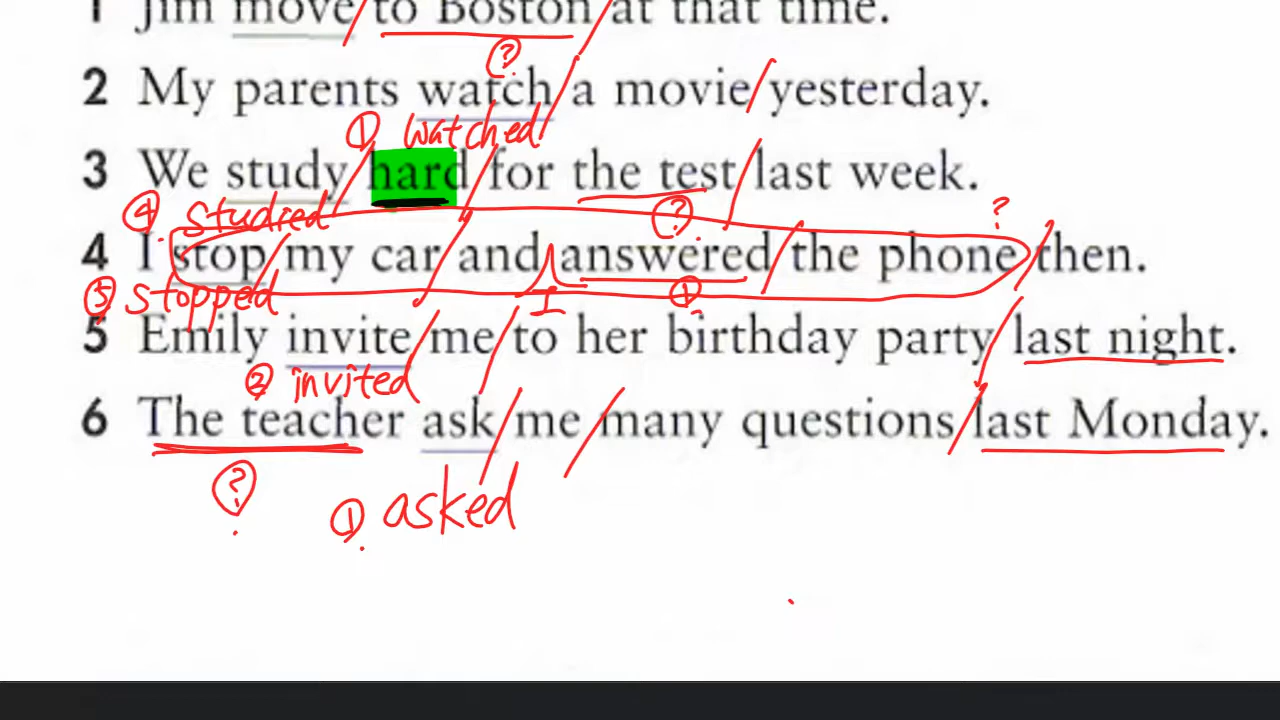 1 Jim move to Boston at that time.
?
2 My parents watch a movie yesterday.
① watched
3 We study hard for the test last week.
④ studied ? ?
4 I stop my car and answered the phone then.
⑤ stopped I ①
5 Emily invite me to her birthday party last night.
② invited
6 The teacher ask me many questions last Monday.
? ① asked